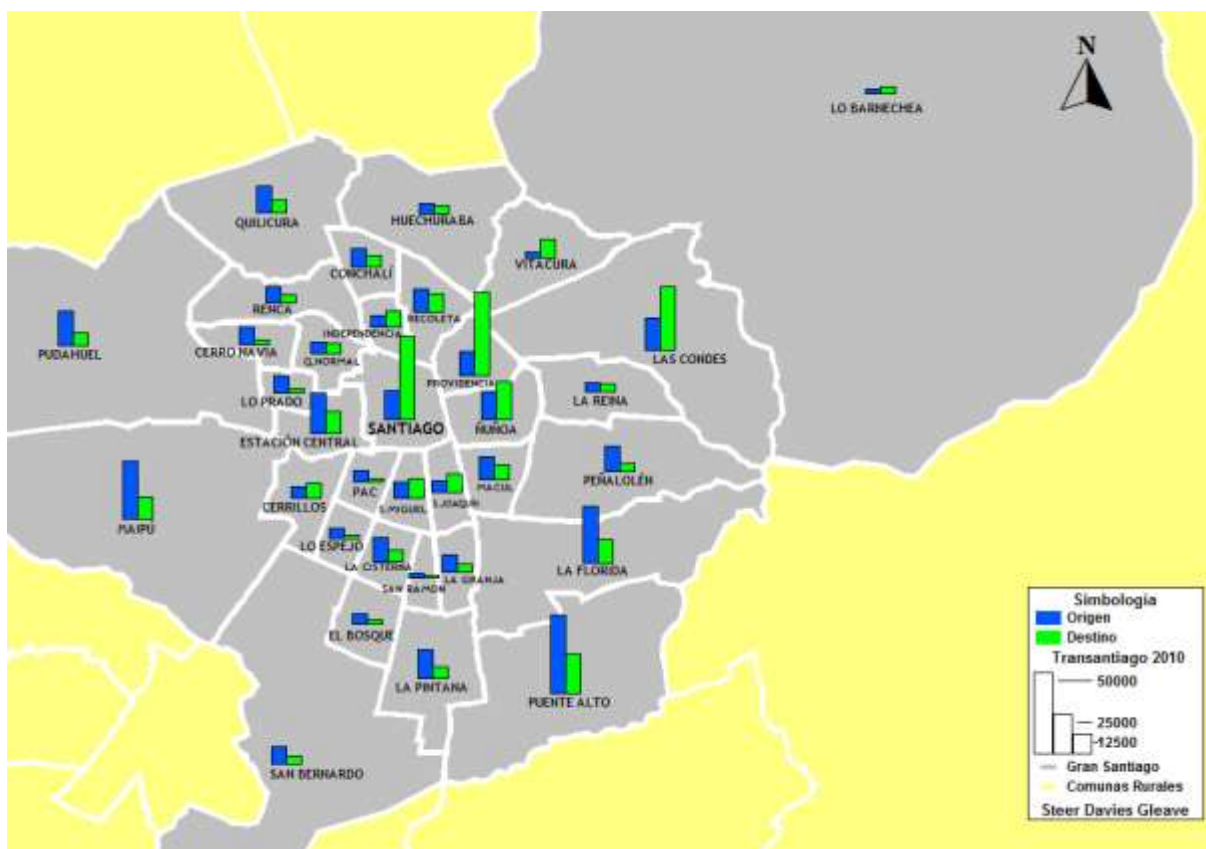 N
LO BARNECHEA
QUILICURA
HUECHURABA
VITACURA
CONCHALÍ
RENCA
RECOLETA
INDEPENDENCIA
PUDAHUEL
CERRO NAVIA
Q.NORMAL
LAS CONDES
PROVIDENCIA
LO PRADO
LA REINA
ESTACIÓN CENTRAL
SANTIAGO
ÑUÑOA
PEÑALOLÉN
MACUL
PAC
CERRILLOS
S.JOAQUIN
S.MIGUEL
MAIPÚ
LO ESPEJO
LA CISTERNA
LA FLORIDA
LA GRANJA
SAN RAMON
EL BOSQUE
LA PINTANA
PUENTE ALTO
SAN BERNARDO
Simbología
Origen
Destino
Transantiago 2010
50000
25000
12500
Gran Santiago
Comunas Rurales
Steer Davies Gleave